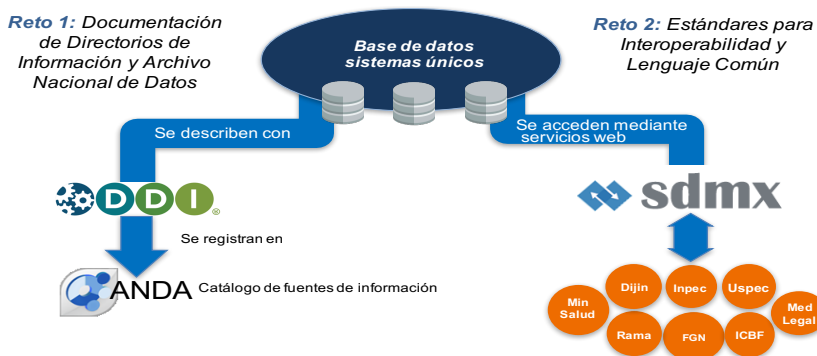 Reto 1: Documentación
de Directorios de
Información y Archivo
Nacional de Datos
Base de datos
sistemas únicos
Reto 2: Estándares para
Interoperabilidad y
Lenguaje Común
Se describen con
Se acceden mediante
servicios web
DDI®
sdmx
Se registran en
ANDA
Catálogo de fuentes de información
Min
Salud
Dijin
Inpec
Uspec
Med
Legal
Rama
FGN
ICBF